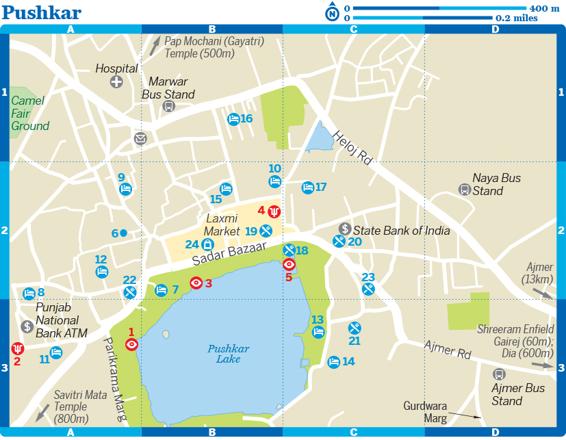 Pushkar
N
0 400 m
0 0.2 miles
A
B
C
D
Pap Mochani (Gayatri)
Temple (500m)
Hospital
Marwar
Bus Stand
1
1
Camel
Fair
Ground
16
Heloj Rd
9
10
15
17
Naya Bus
Stand
4
Laxmi
Market
2
2
6
19
State Bank of India
24
20
Sadar Bazaar
18
12
5
Ajmer
(13km)
22
3
23
8
7
Punjab
National
Bank ATM
13
21
Shreeram Enfield
Gairej (60m);
Dia (600m)
1
2
11
Pushkar
Lake
14
Ajmer Rd
3
3
Parikrama Marg
Savitri Mata
Temple
(800m)
Ajmer Bus
Stand
Gurdwara
Marg
A
B
C
D